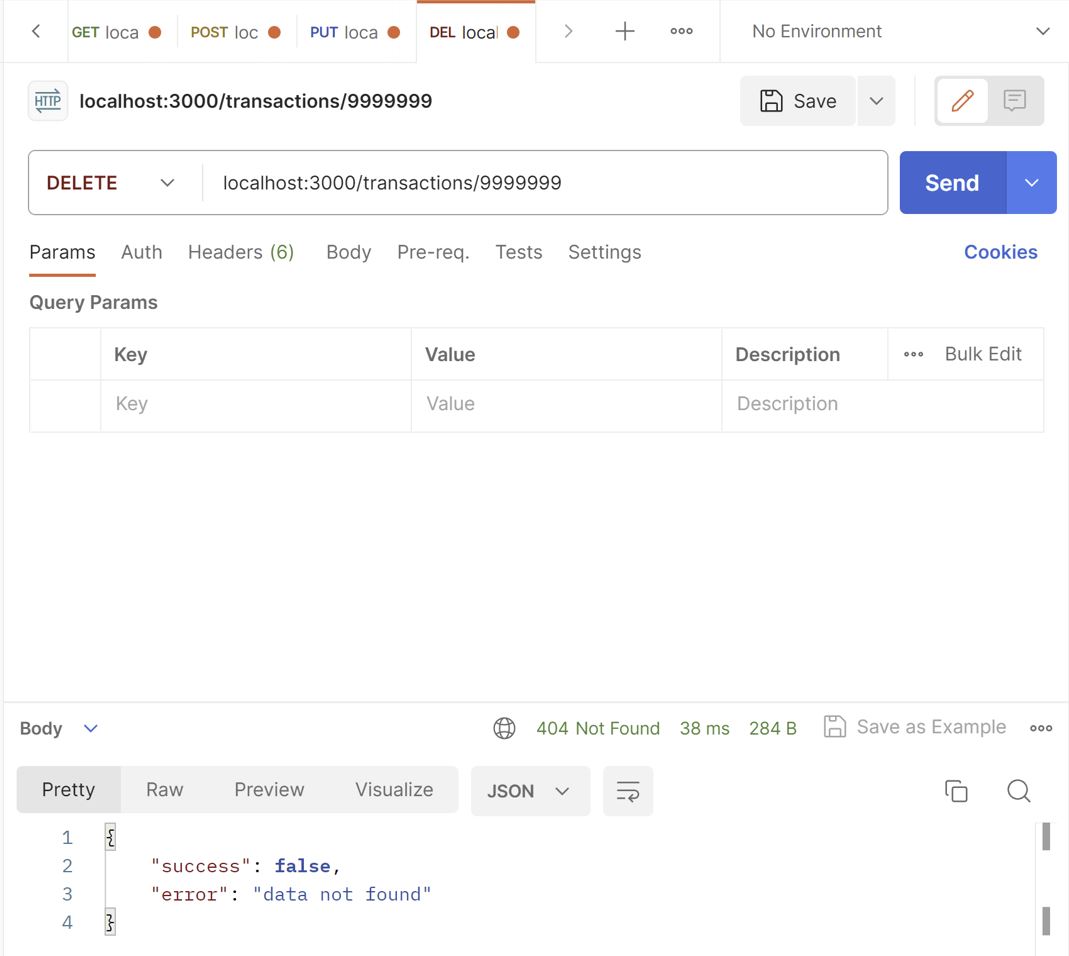 GET loca POST loc PUT loca DEL local No Environment
HTTP localhost:3000/transactions/9999999 Save
DELETE localhost:3000/transactions/9999999 Send
Params Auth Headers (6) Body Pre-req. Tests Settings Cookies
Query Params
Key Value Description Bulk Edit
Key Value Description
Body 404 Not Found 38 ms 284 B Save as Example
Pretty Raw Preview Visualize JSON
1 {
2 "success": false,
3 "error": "data not found"
4 }